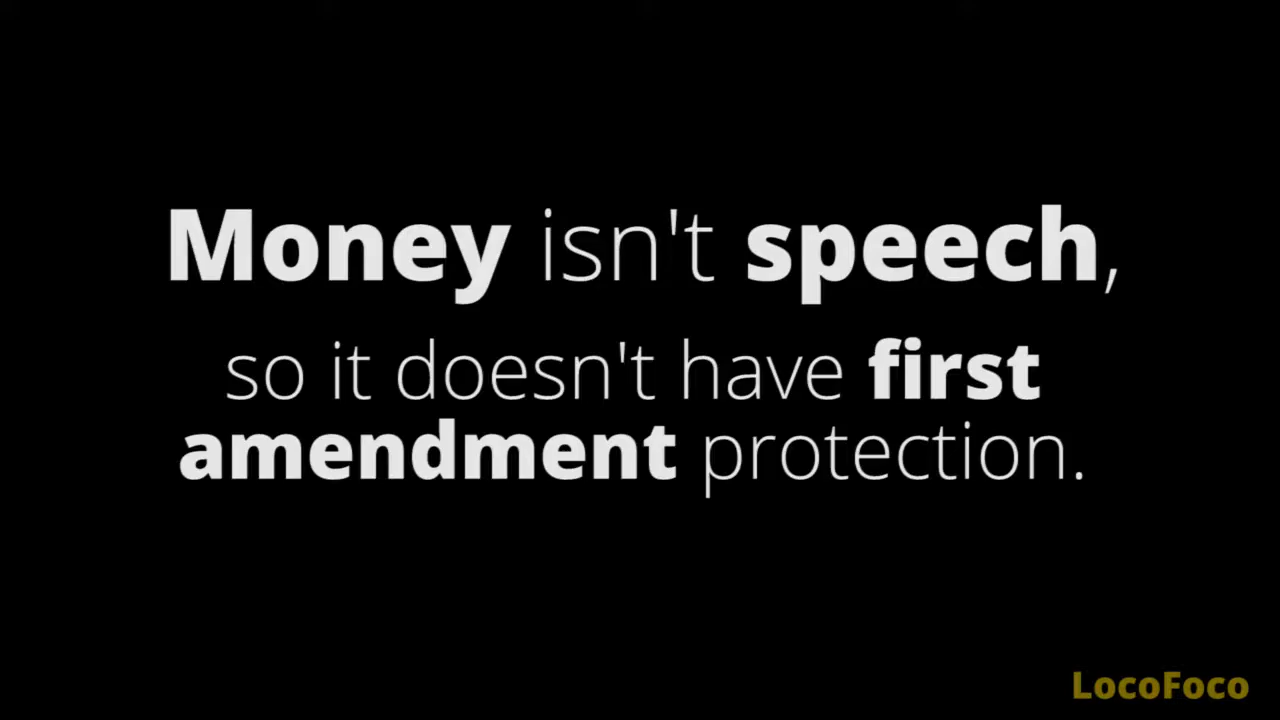 Money isn't speech,
so it doesn't have first
amendment protection.
LocoFoco